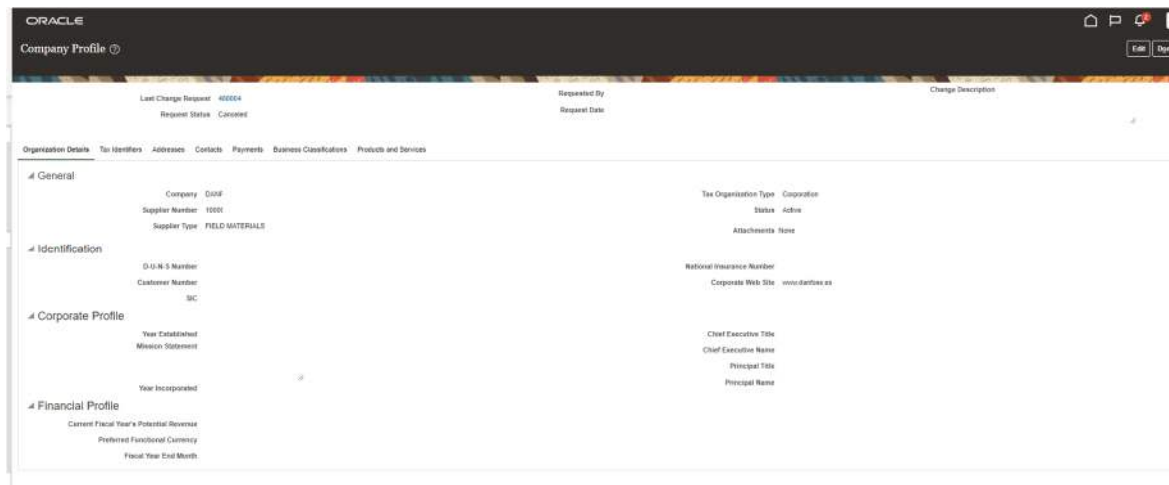 ORACLE
2
Company Profile
Edit
Last Change Request 400004
Request Status Canceled
Requested By
Request Date
Change Description
Organization Details Tax Identifiers Addresses Contacts Payments Business Classifications Products and Services
General
Company DANF
Supplier Number 10001
Supplier Type FIELD MATERIALS
Tax Organization Type Corporation
Status Active
Attachments None
Identification
D-U-N-S Number
Customer Number
SIC
National Insurance Number
Corporate Web Site
Corporate Profile
Year Established
Mission Statement
Year Incorporated
Chief Executive Title
Chief Executive Name
Principal Title
Principal Name
Financial Profile
Current Fiscal Year's Potential Revenue
Preferred Functional Currency
Fiscal Year End Month